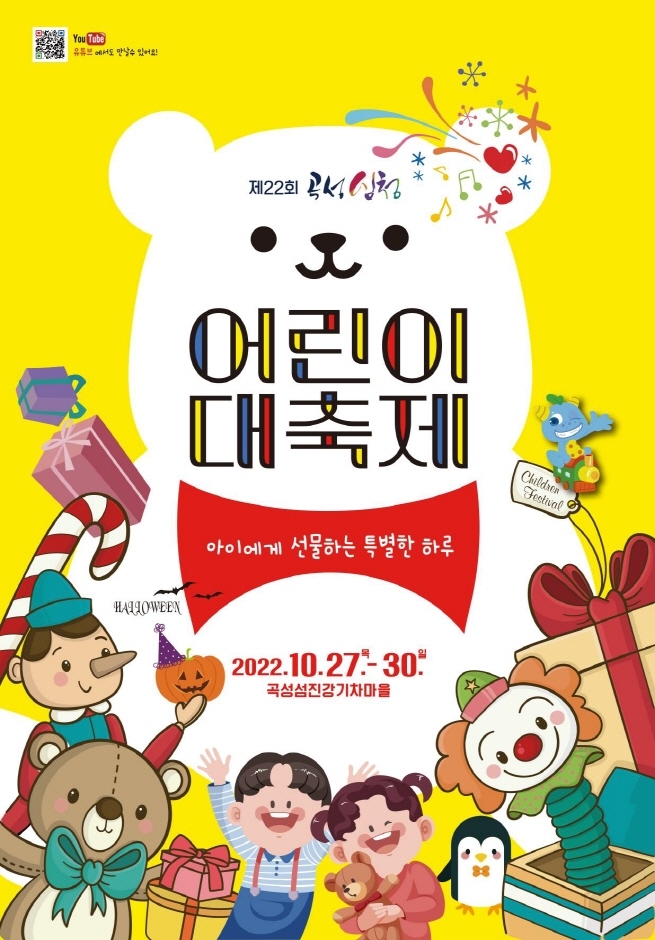 You Tube
유튜브 에서도 만날수 있어요!
제22회 곡성심청
어린이
대축제
Children
Festival
아이에게 선물하는 특별한 하루
HALLOWEEN
2022.10.27.목- 30.일
곡성섬진강기차마을